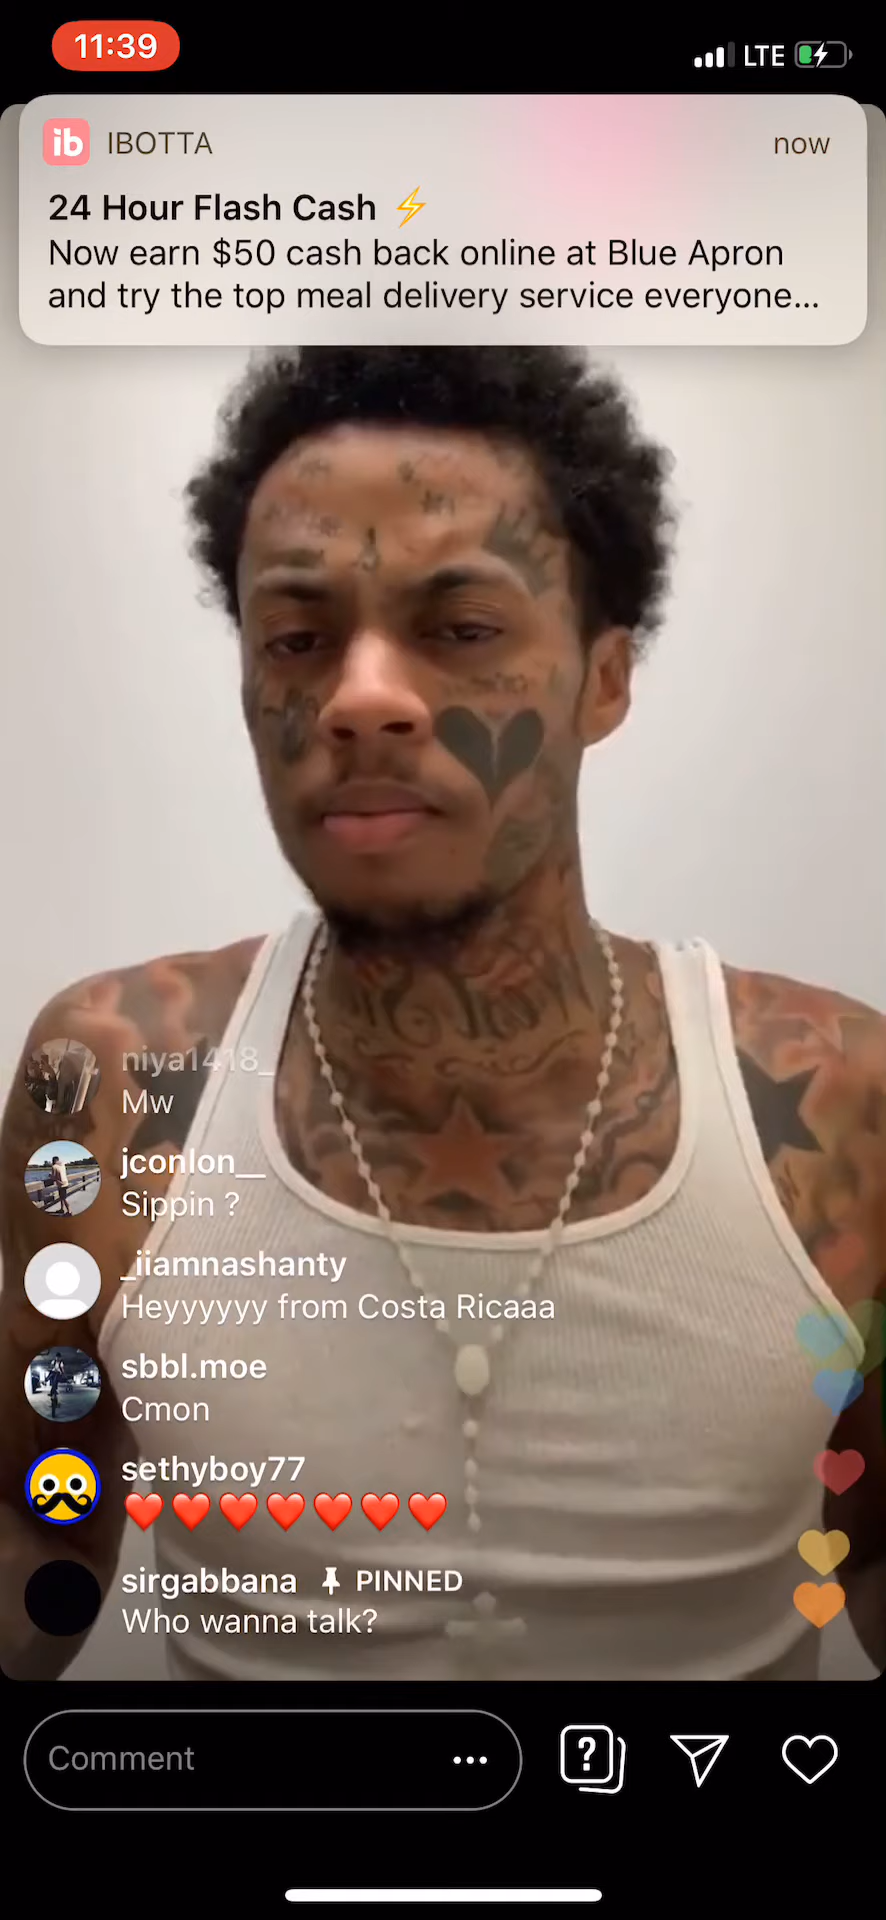 11:39
LTE
ib IBOTTA now
24 Hour Flash Cash ⚡
Now earn $50 cash back online at Blue Apron
and try the top meal delivery service everyone...
niya1418_
Mw
jconlon__
Sippin ?
_iiamnashanty
Heyyyyyy from Costa Ricaaa
sbbl.moe
Cmon
sethyboy77
❤️❤️❤️❤️❤️❤️❤️
sirgabbana PINNED
Who wanna talk?
Comment ...
?